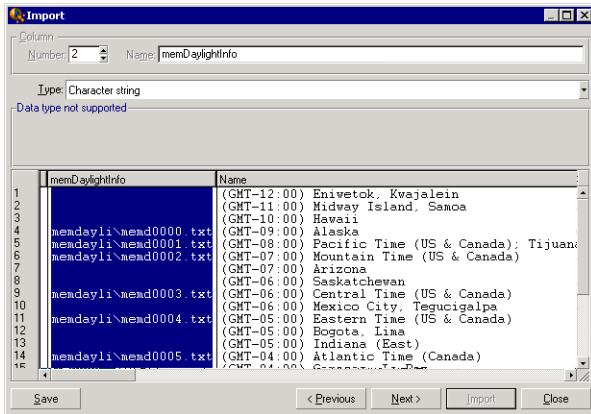 Import
Column
Number: 2 Name: memDaylightInfo
Type: Character string
Data type not supported
memDaylightInfo Name
1 (GMT-12:00) Eniwetok, Kwajalein
2 (GMT-11:00) Midway Island, Samoa
3 (GMT-10:00) Hawaii
4 memdayli\memd0000.txt (GMT-09:00) Alaska
5 memdayli\memd0001.txt (GMT-08:00) Pacific Time (US & Canada); Tijuana
6 memdayli\memd0002.txt (GMT-07:00) Mountain Time (US & Canada)
7 (GMT-07:00) Arizona
8 (GMT-06:00) Saskatchewan
9 memdayli\memd0003.txt (GMT-06:00) Central Time (US & Canada)
10 (GMT-06:00) Mexico City, Tegucigalpa
11 memdayli\memd0004.txt (GMT-05:00) Eastern Time (US & Canada)
12 (GMT-05:00) Bogota, Lima
13 (GMT-05:00) Indiana (East)
14 memdayli\memd0005.txt (GMT-04:00) Atlantic Time (Canada)
15
Save < Previous Next > Import Close